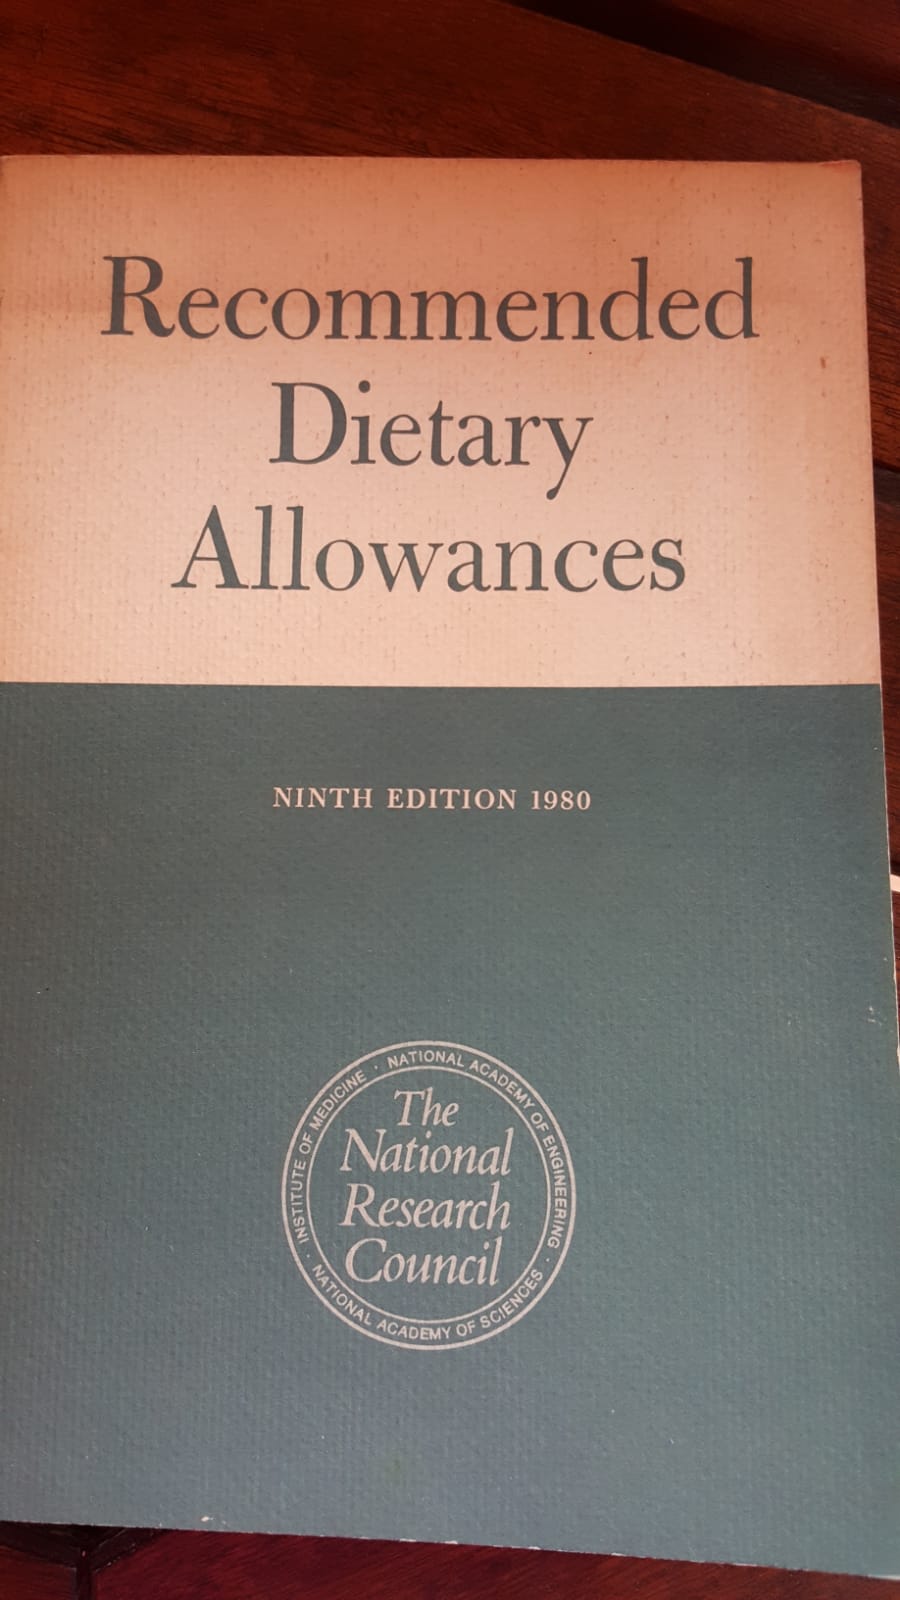 Recommended
Dietary
Allowances
NINTH EDITION 1980
INSTITUTE OF MEDICINE · NATIONAL ACADEMY OF ENGINEERING · NATIONAL ACADEMY OF SCIENCES ·
The
National
Research
Council